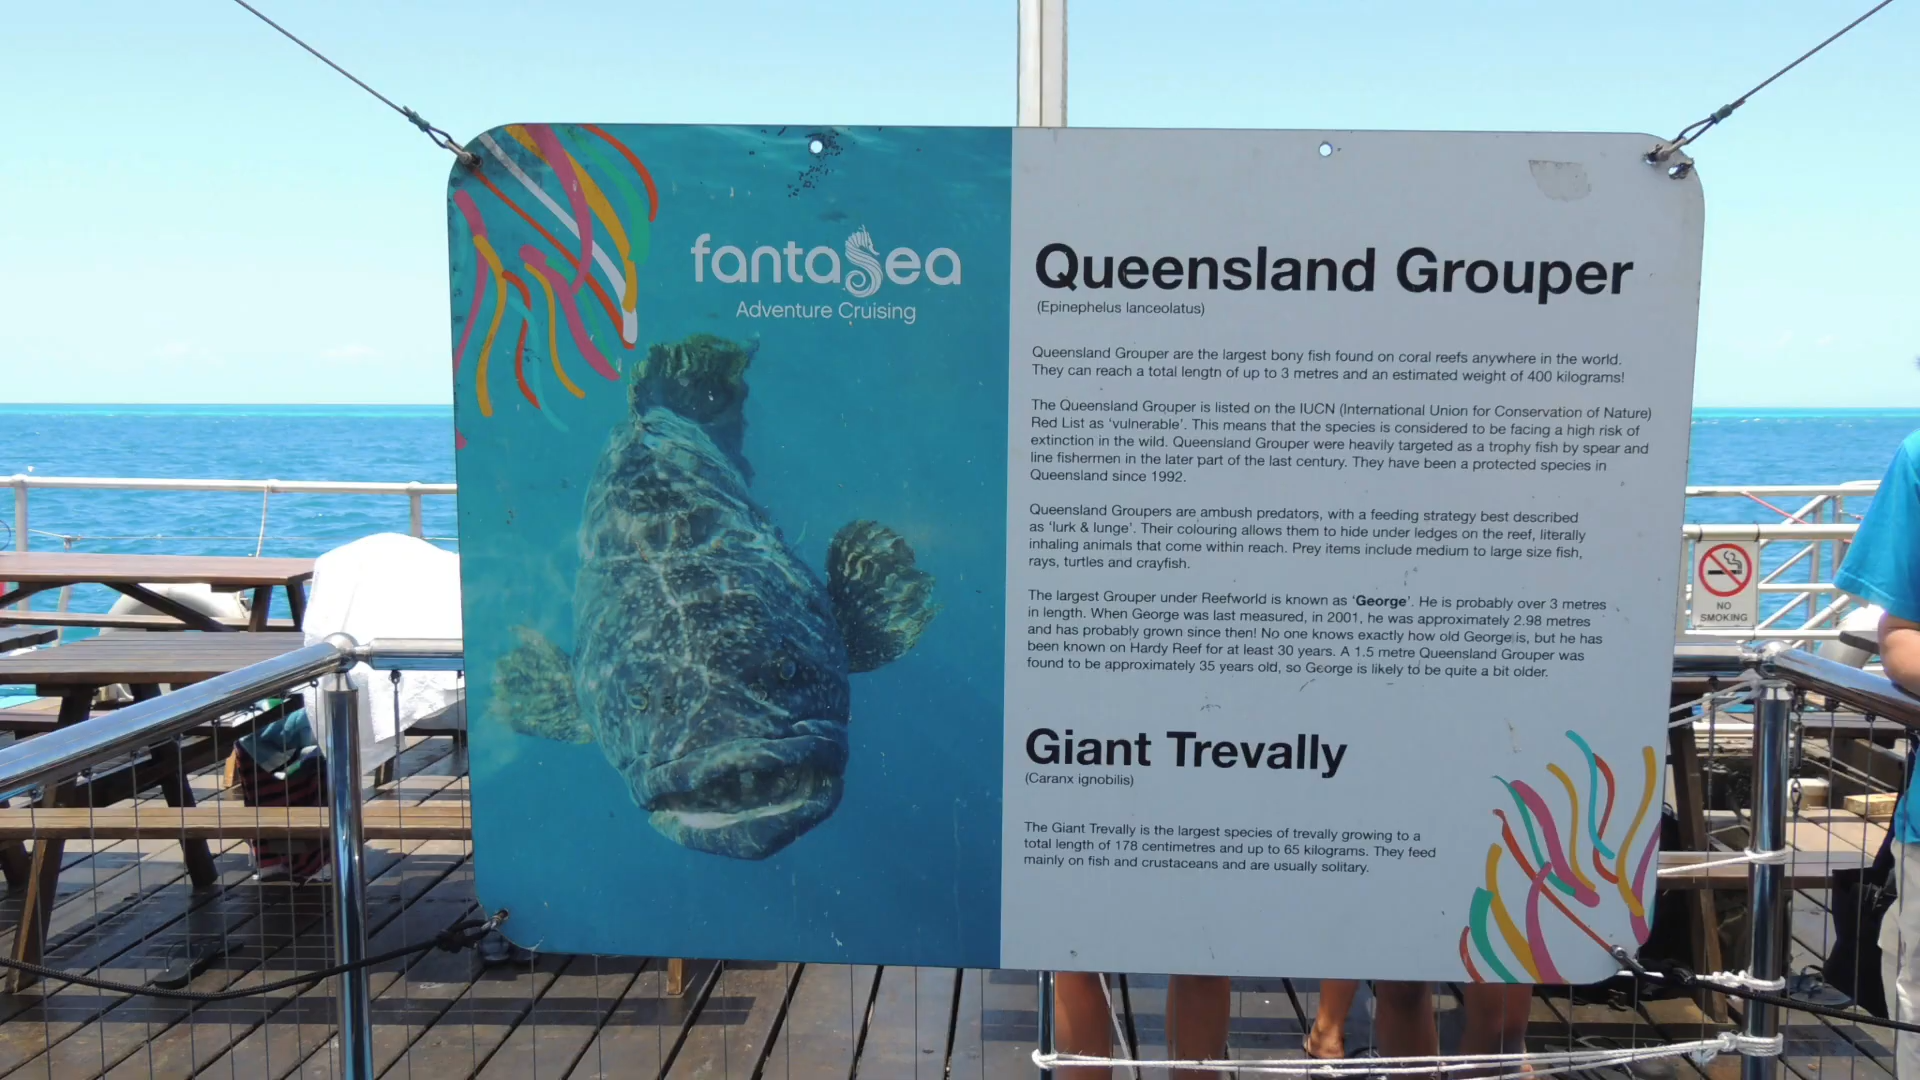 fantaSea
Adventure Cruising
Queensland Grouper
(Epinephelus lanceolatus)
Queensland Grouper are the largest bony fish found on coral reefs anywhere in the world.
They can reach a total length of up to 3 metres and an estimated weight of 400 kilograms!
The Queensland Grouper is listed on the IUCN (International Union for Conservation of Nature)
Red List as ‘vulnerable’. This means that the species is considered to be facing a high risk of
extinction in the wild. Queensland Grouper were heavily targeted as a trophy fish by spear and
line fishermen in the later part of the last century. They have been a protected species in
Queensland since 1992.
Queensland Groupers are ambush predators, with a feeding strategy best described
as ‘lurk & lunge’. Their colouring allows them to hide under ledges on the reef, literally
inhaling animals that come within reach. Prey items include medium to large size fish,
rays, turtles and crayfish.
The largest Grouper under Reefworld is known as ‘George’. He is probably over 3 metres
in length. When George was last measured, in 2001, he was approximately 2.98 metres
and has probably grown since then! No one knows exactly how old George is, but he has
been known on Hardy Reef for at least 30 years. A 1.5 metre Queensland Grouper was
found to be approximately 35 years old, so George is likely to be quite a bit older.
Giant Trevally
(Caranx ignobilis)
The Giant Trevally is the largest species of trevally growing to a
total length of 178 centimetres and up to 65 kilograms. They feed
mainly on fish and crustaceans and are usually solitary.
NO
SMOKING